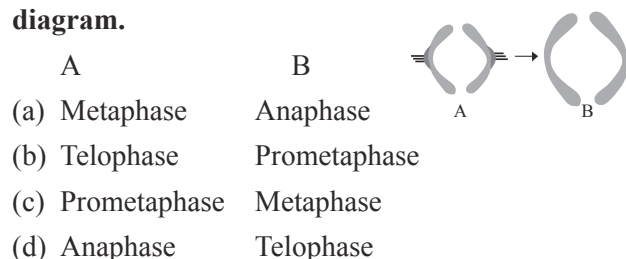 diagram.
A B
(a) Metaphase Anaphase
(b) Telophase Prometaphase
(c) Prometaphase Metaphase
(d) Anaphase Telophase
A B